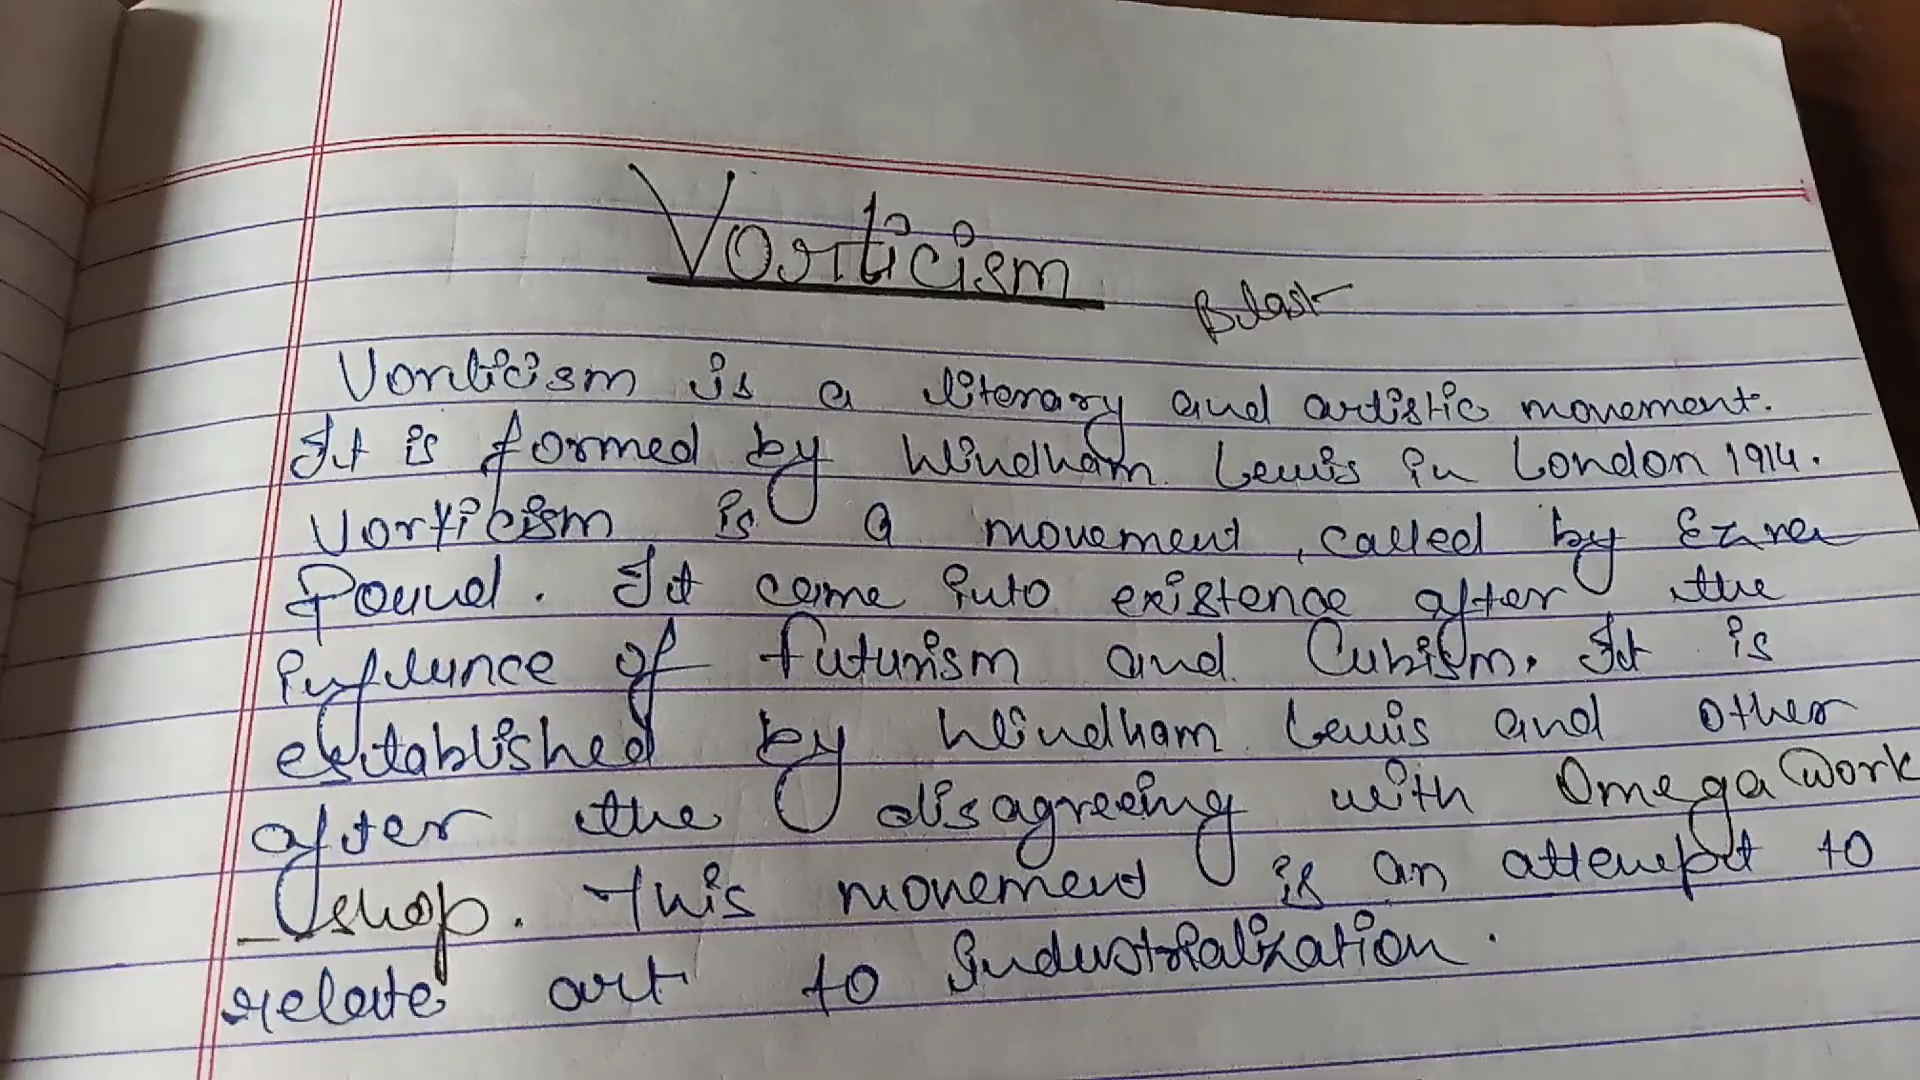 Vorticism
Blast
Vorticism is a literary and artistic movement.
It is formed by Windham Lewis in London 1914.
Vorticism is a movement, called by Ezra
Pound. It came into existence after the
influnce of futurism and Cubism. It is
established by Windham Lewis and other
after the disagreeing with Omega Work
shop. This movement is an attempt to
relate art to industrialization.